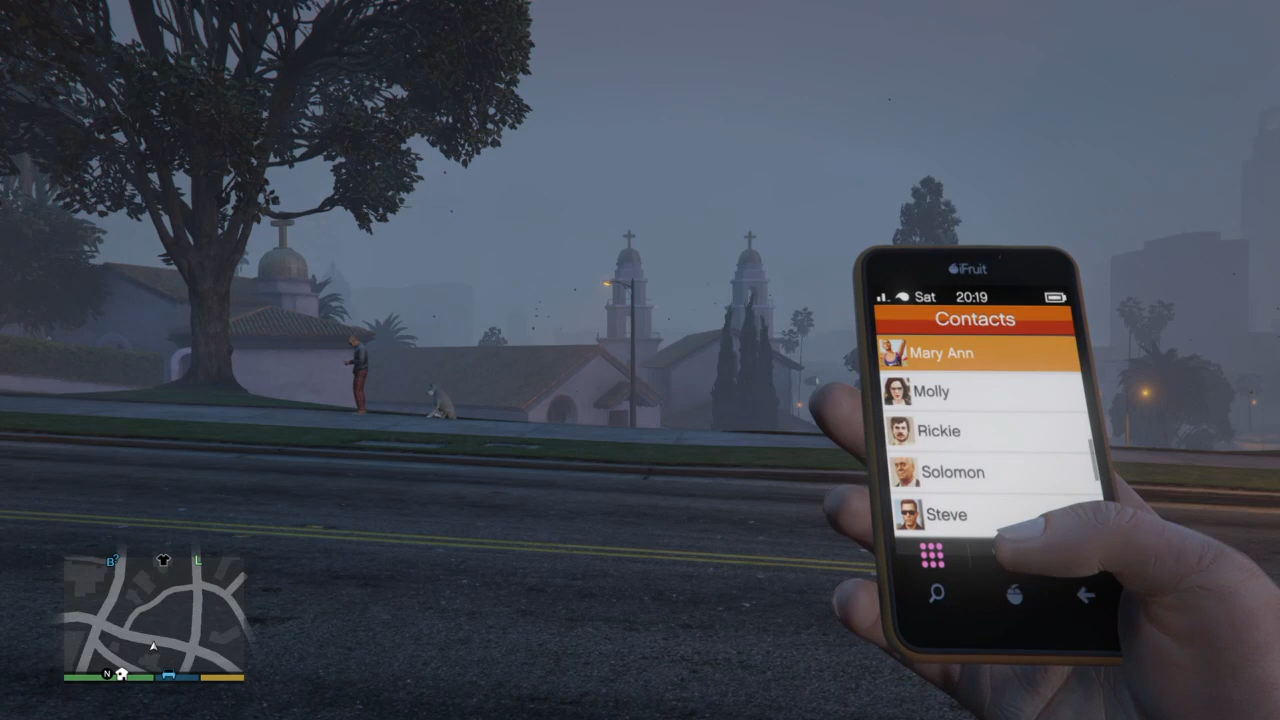 iFruit
Sat 20:19
Contacts
Mary Ann
Molly
Rickie
Solomon
Steve
B?
L
N